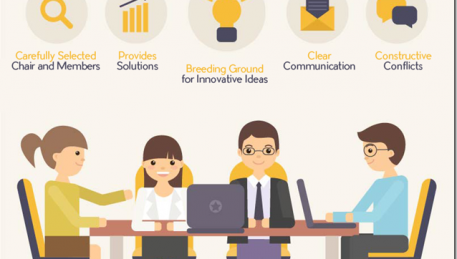 Carefully Selected
Chair and Members
Provides
Solutions
Breeding Ground
for Innovative Ideas
Clear
Communication
Constructive
Conflicts